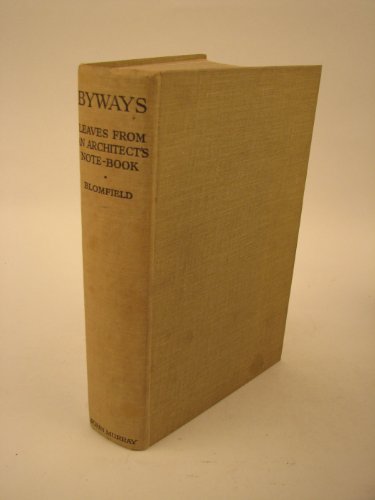 BYWAYS
LEAVES FROM
AN ARCHITECT'S
NOTE-BOOK
•
BLOMFIELD
JOHN MURRAY